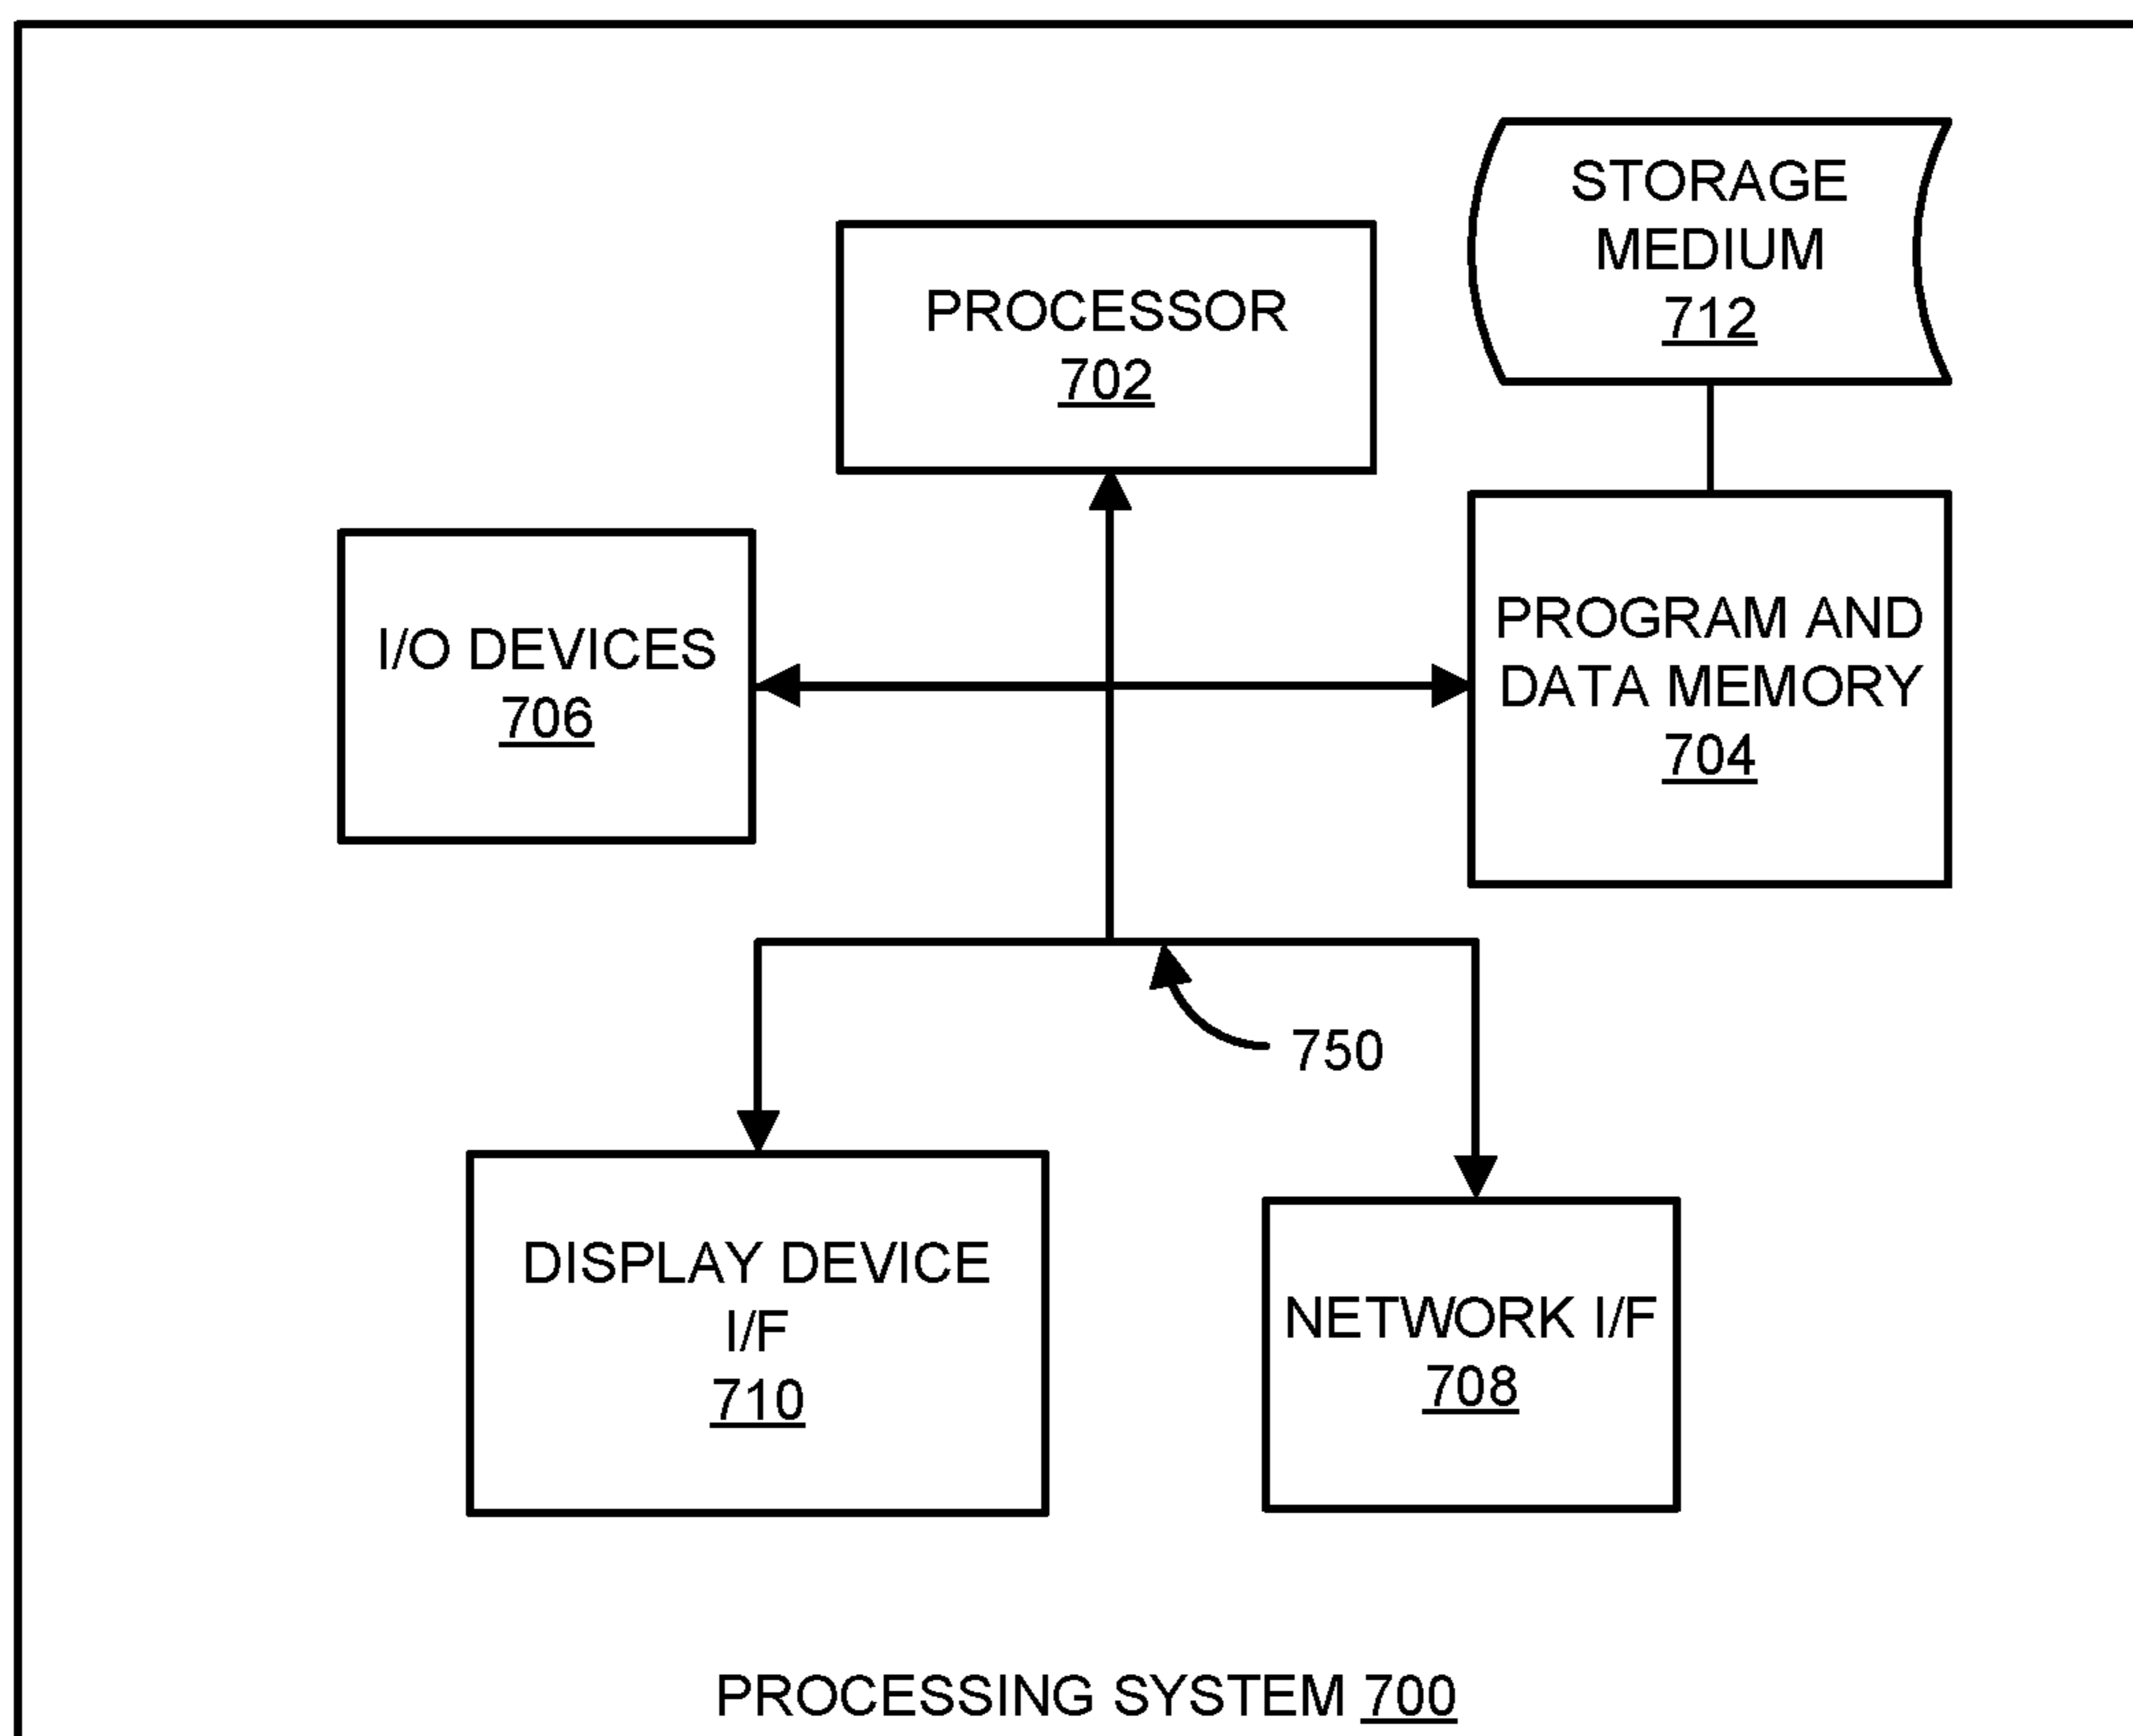 STORAGE
MEDIUM
712
PROCESSOR
702
I/O DEVICES
706
PROGRAM AND
DATA MEMORY
704
750
DISPLAY DEVICE
I/F
710
NETWORK I/F
708
PROCESSING SYSTEM 700